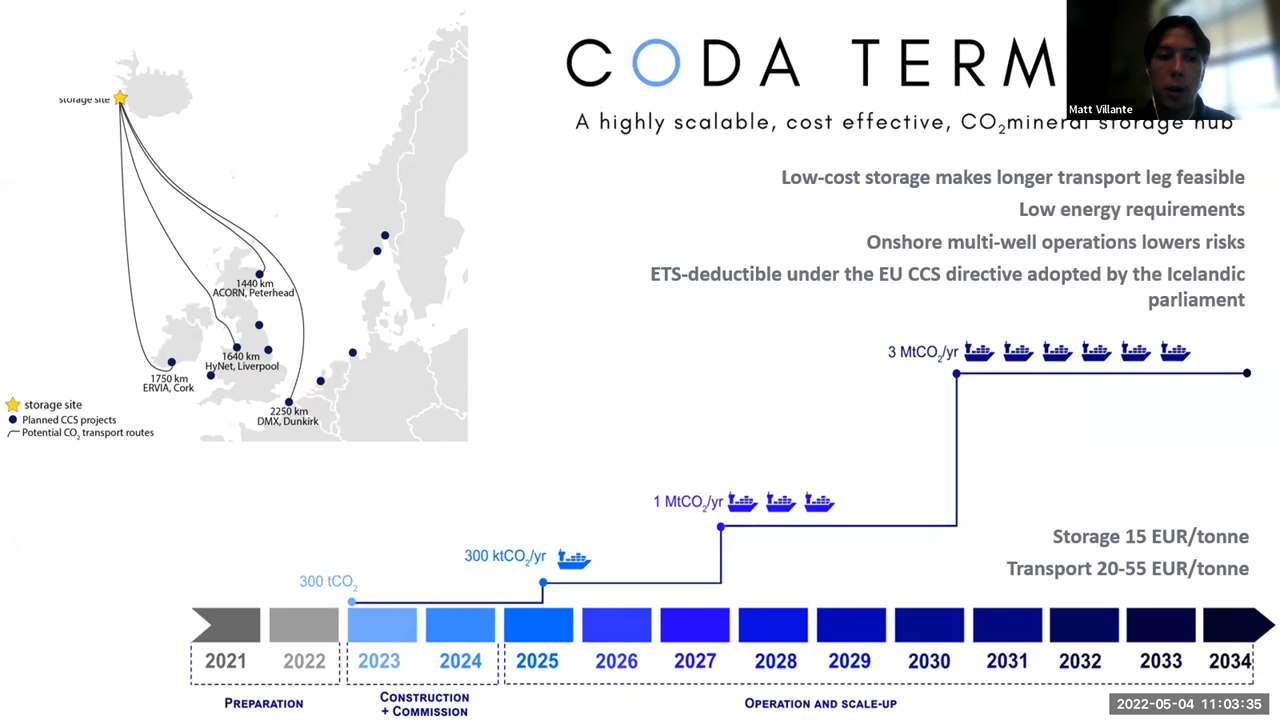 CODA TERM
Matt Villante
A highly scalable, cost effective, CO2 mineral storage hub
storage site
Low-cost storage makes longer transport leg feasible
Low energy requirements
Onshore multi-well operations lowers risks
ETS-deductible under the EU CCS directive adopted by the Icelandic
parliament
1440 km
ACORN, Peterhead
1640 km
HyNet, Liverpool
1750 km
ERVIA, Cork
2250 km
DMX, Dunkirk
storage site
Planned CCS projects
Potential CO2 transport routes
3 MtCO2/yr
1 MtCO2/yr
300 ktCO2/yr
300 tCO2
Storage 15 EUR/tonne
Transport 20-55 EUR/tonne
2021 2022 2023 2024 2025 2026 2027 2028 2029 2030 2031 2032 2033 2034
PREPARATION
CONSTRUCTION
+ COMMISSION
OPERATION AND SCALE-UP
2022-05-04 11:03:35